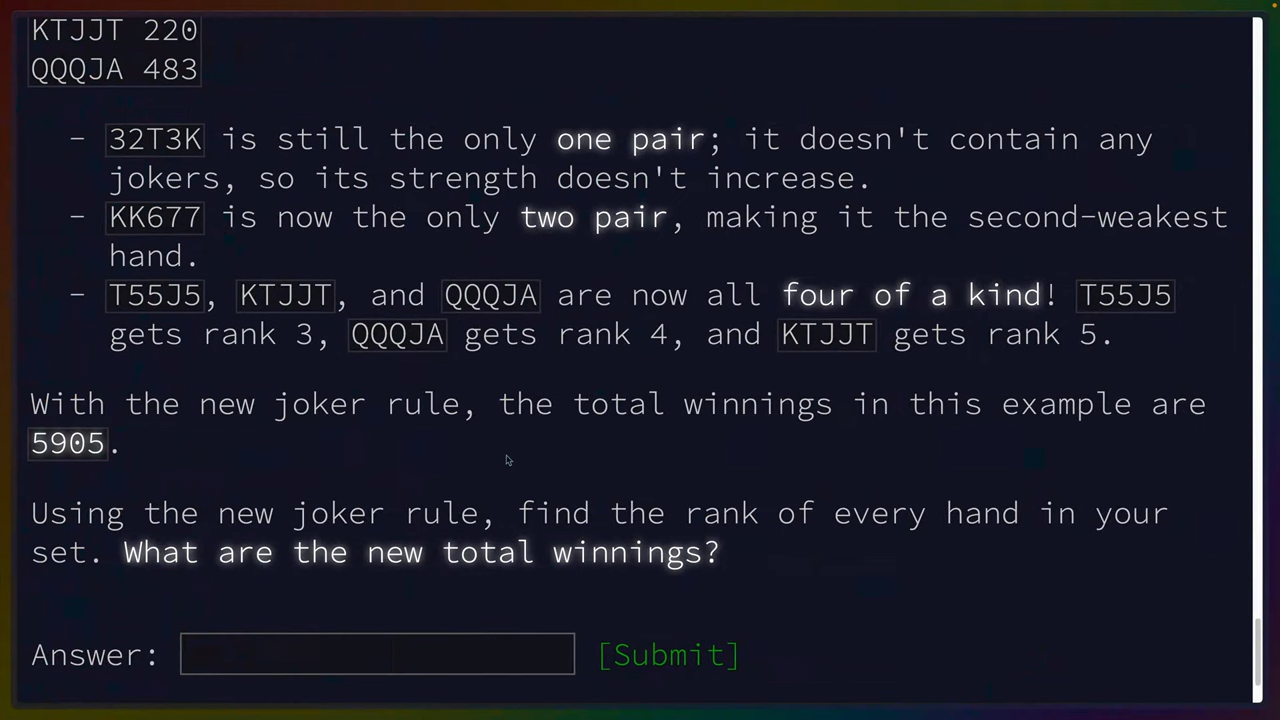 KTJJT 220
QQQJA 483
- 32T3K is still the only one pair; it doesn't contain any
jokers, so its strength doesn't increase.
- KK677 is now the only two pair, making it the second-weakest
hand.
- T55J5, KTJJT, and QQQJA are now all four of a kind! T55J5
gets rank 3, QQQJA gets rank 4, and KTJJT gets rank 5.
With the new joker rule, the total winnings in this example are
5905.
Using the new joker rule, find the rank of every hand in your
set. What are the new total winnings?
Answer: [Submit]